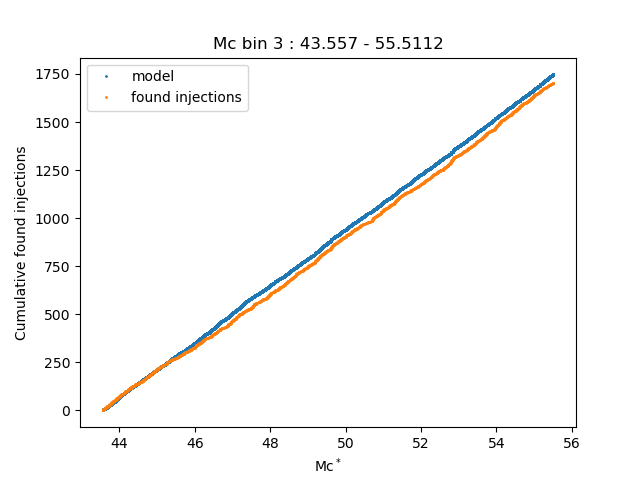 Mc bin 3 : 43.557 - 55.5112
model
found injections
Cumulative found injections
1750
1500
1250
1000
750
500
250
0
44 46 48 50 52 54 56
Mc*